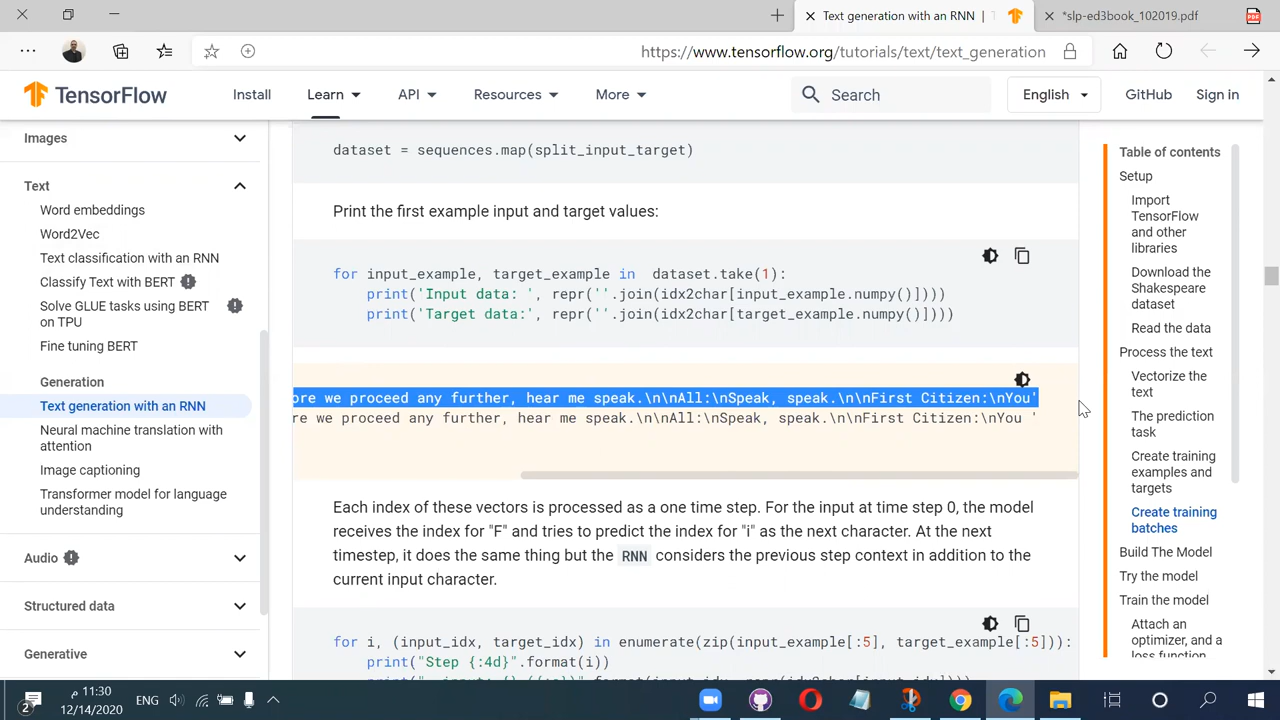 Text generation with an RNN | T
*slp-ed3book_102019.pdf
https://www.tensorflow.org/tutorials/text/text_generation
TensorFlow
Install
Learn
API
Resources
More
Search
English
GitHub
Sign in
Images
Text
Word embeddings
Word2Vec
Text classification with an RNN
Classify Text with BERT
Solve GLUE tasks using BERT
on TPU
Fine tuning BERT
Generation
Text generation with an RNN
Neural machine translation with
attention
Image captioning
Transformer model for language
understanding
Audio
Structured data
Generative
dataset = sequences.map(split_input_target)
Print the first example input and target values:
for input_example, target_example in  dataset.take(1):
    print('Input data: ', repr(''.join(idx2char[input_example.numpy()])))
    print('Target data:', repr(''.join(idx2char[target_example.numpy()])))
ore we proceed any further, hear me speak.\n\nAll:\nSpeak, speak.\n\nFirst Citizen:\nYou'
re we proceed any further, hear me speak.\n\nAll:\nSpeak, speak.\n\nFirst Citizen:\nYou '
Each index of these vectors is processed as a one time step. For the input at time step 0, the model
receives the index for "F" and tries to predict the index for "i" as the next character. At the next
timestep, it does the same thing but the RNN considers the previous step context in addition to the
current input character.
for i, (input_idx, target_idx) in enumerate(zip(input_example[:5], target_example[:5])):
    print("Step {:4d}".format(i))
Table of contents
Setup
Import
TensorFlow
and other
libraries
Download the
Shakespeare
dataset
Read the data
Process the text
Vectorize the
text
The prediction
task
Create training
examples and
targets
Create training
batches
Build The Model
Try the model
Train the model
Attach an
optimizer, and a
loss function
2
ENG
11:30 م
12/14/2020